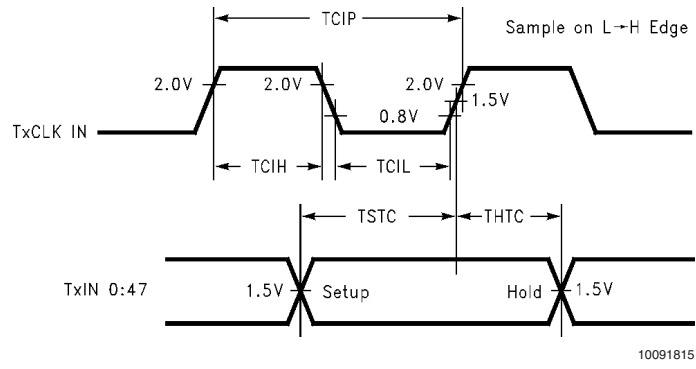 TCIP
Sample on L→H Edge
2.0V 2.0V 2.0V
1.5V
0.8V
TxCLK IN
TCIH TCIL
TSTC THTC
TxIN 0:47 1.5V Setup Hold 1.5V
10091815